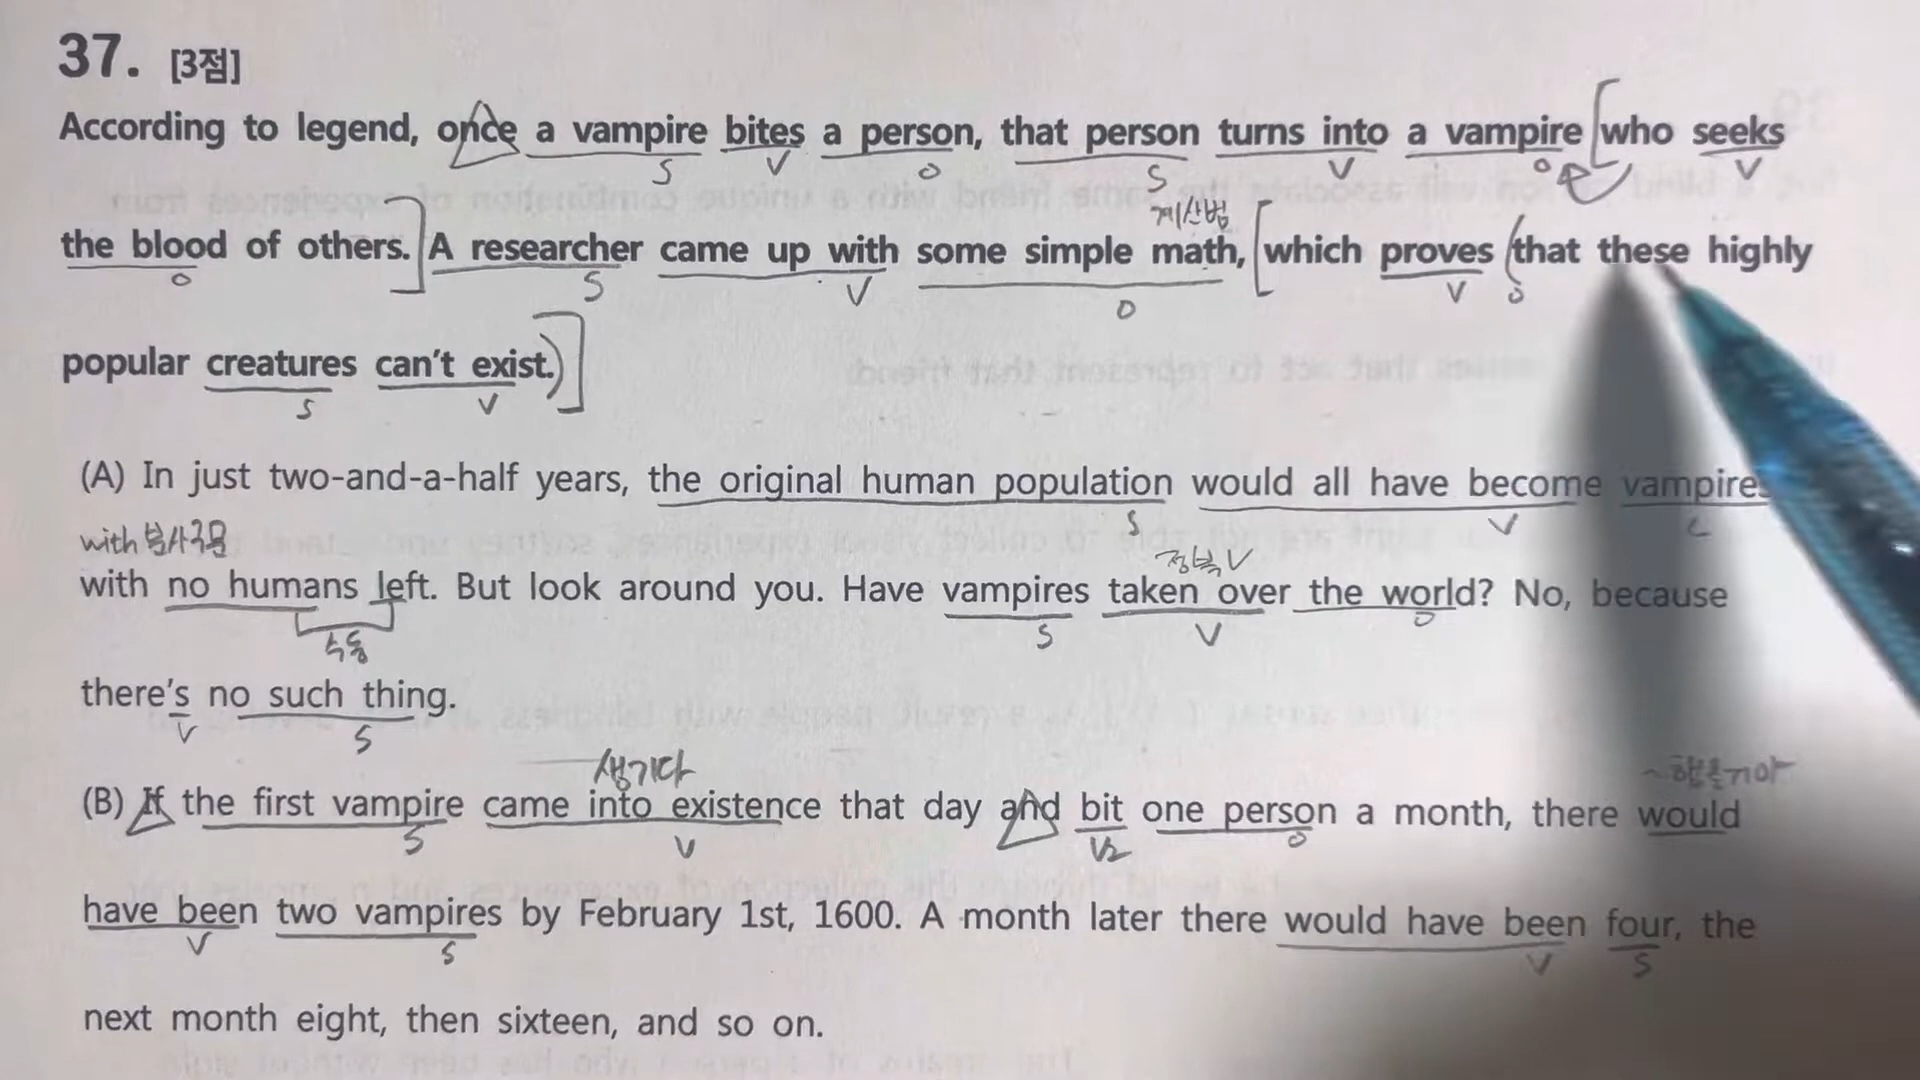 37. [3점]
According to legend, once a vampire bites a person, that person turns into a vampire who seeks
S V O S V O V
계산법
the blood of others. A researcher came up with some simple math, which proves that these highly
O S V O V O
popular creatures can't exist.
S V
(A) In just two-and-a-half years, the original human population would all have become vampires
with 분사구문 S V C
정복 V
with no humans left. But look around you. Have vampires taken over the world? No, because
수동 S V O
there's no such thing.
V S
생기다 ~했을거야
(B) If the first vampire came into existence that day and bit one person a month, there would
S V V2 O
have been two vampires by February 1st, 1600. A month later there would have been four, the
V S V S
next month eight, then sixteen, and so on.